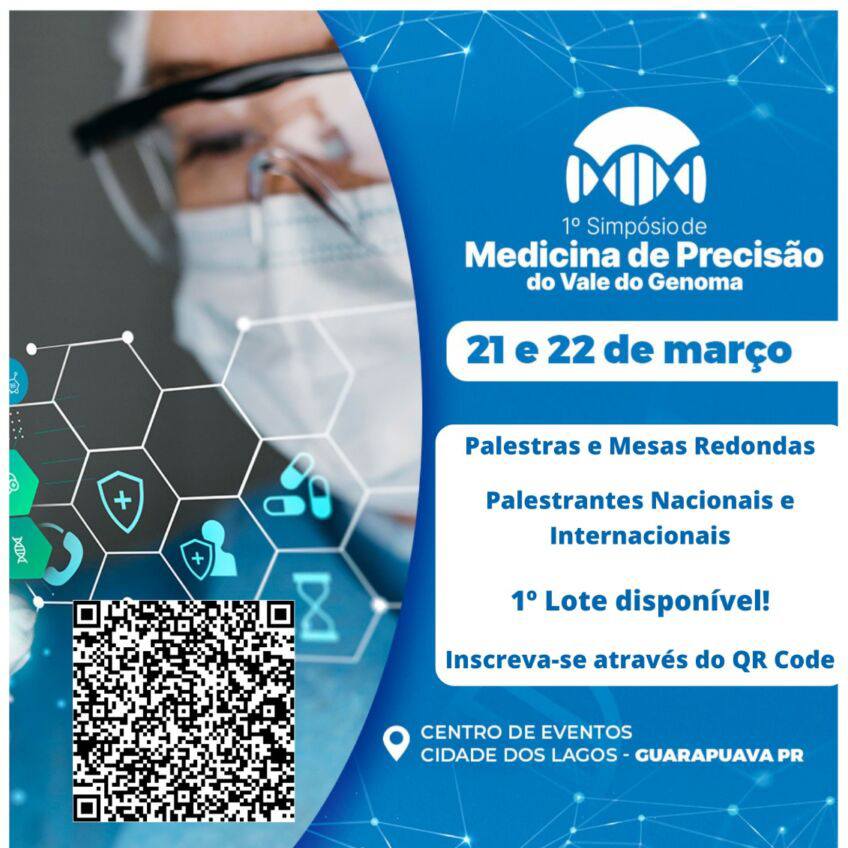 1º Simpósio de
Medicina de Precisão
do Vale do Genoma
21 e 22 de março
Palestras e Mesas Redondas
Palestrantes Nacionais e
Internacionais
1º Lote disponível!
Inscreva-se através do QR Code
CENTRO DE EVENTOS
CIDADE DOS LAGOS - GUARAPUAVA PR